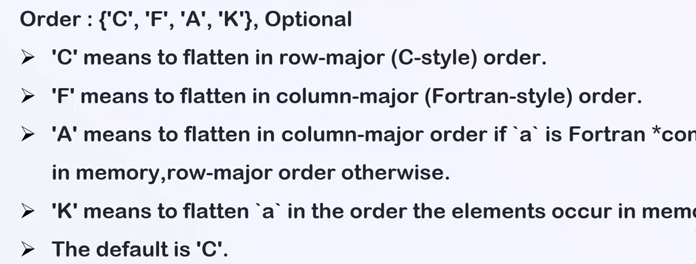 Order : {'C', 'F', 'A', 'K'}, Optional
➢ 'C' means to flatten in row-major (C-style) order.
➢ 'F' means to flatten in column-major (Fortran-style) order.
➢ 'A' means to flatten in column-major order if `a` is Fortran
in memory,row-major order otherwise.
➢ 'K' means to flatten `a` in the order the elements occur in
➢ The default is 'C'.